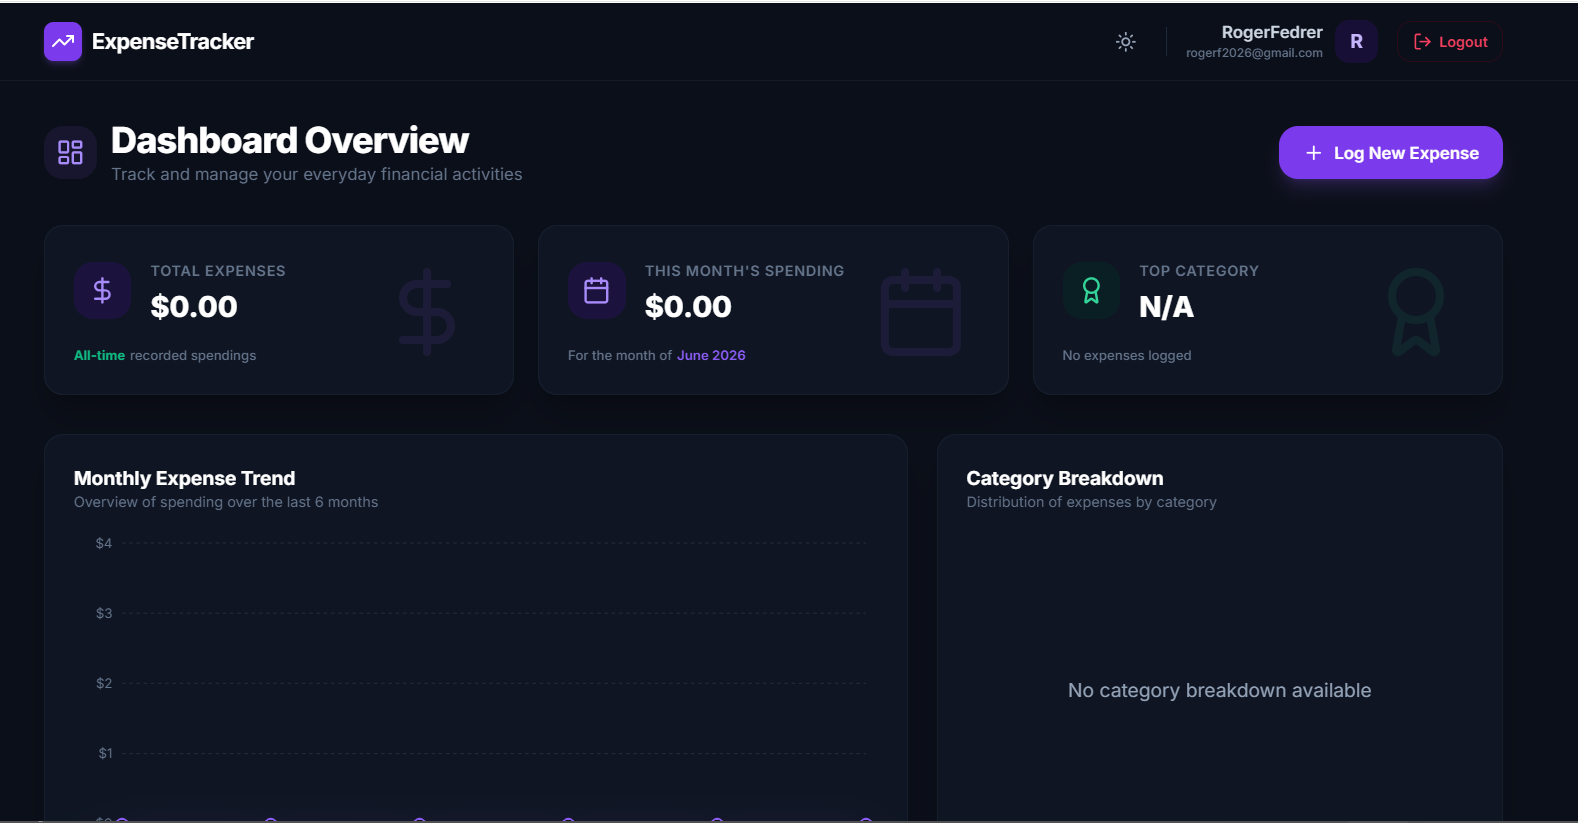 ExpenseTracker
RogerFedrer
rogerf2026@gmail.com
R
Logout
Dashboard Overview
Track and manage your everyday financial activities
Log New Expense
TOTAL EXPENSES
$0.00
All-time recorded spendings
THIS MONTH'S SPENDING
$0.00
For the month of June 2026
TOP CATEGORY
N/A
No expenses logged
Monthly Expense Trend
Overview of spending over the last 6 months
$4
$3
$2
$1
Category Breakdown
Distribution of expenses by category
No category breakdown available